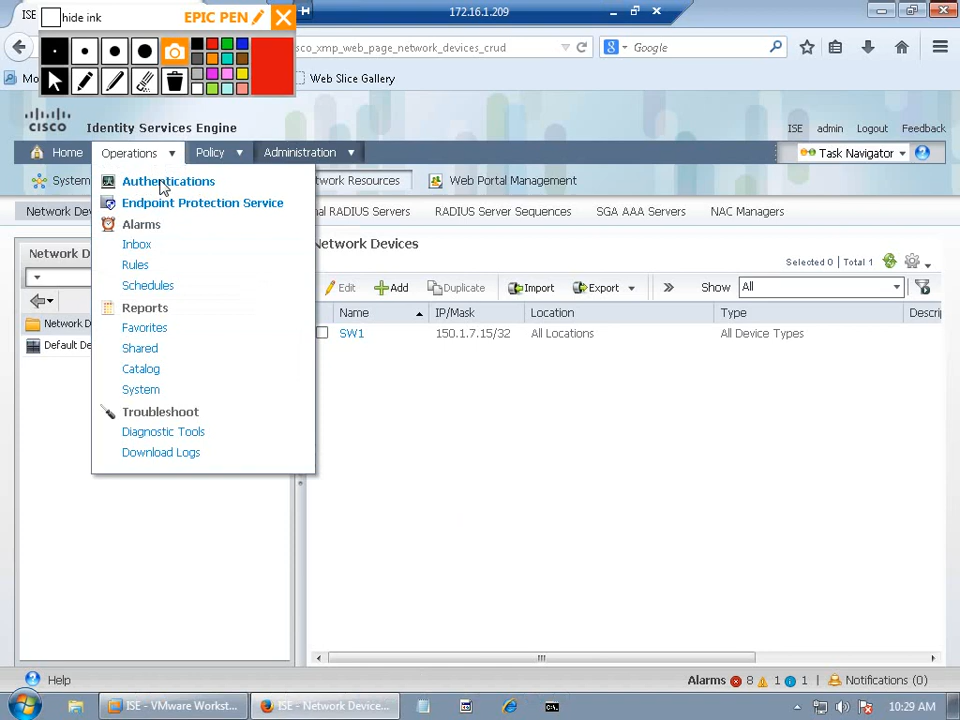 ISE
hide ink
EPIC PEN
172.16.1.209
isco_xmp_web_page_network_devices_crud
Google
Mo
Web Slice Gallery
CISCO
Identity Services Engine
ISE admin Logout Feedback
Home Operations Policy Administration
Task Navigator
System
twork Resources
Web Portal Management
Authentications
Endpoint Protection Service
Alarms
Inbox
Rules
Schedules
Reports
Favorites
Shared
Catalog
System
Troubleshoot
Diagnostic Tools
Download Logs
Network Dev
nal RADIUS Servers RADIUS Server Sequences SGA AAA Servers NAC Managers
Network D
Network D
Default De
Network Devices
Selected 0 Total 1
Edit Add Duplicate Import Export » Show All
Name IP/Mask Location Type Descrip
SW1 150.1.7.15/32 All Locations All Device Types
Help
Alarms 8 1 1 Notifications (0)
ISE - VMware Workst...
ISE - Network Device...
10:29 AM